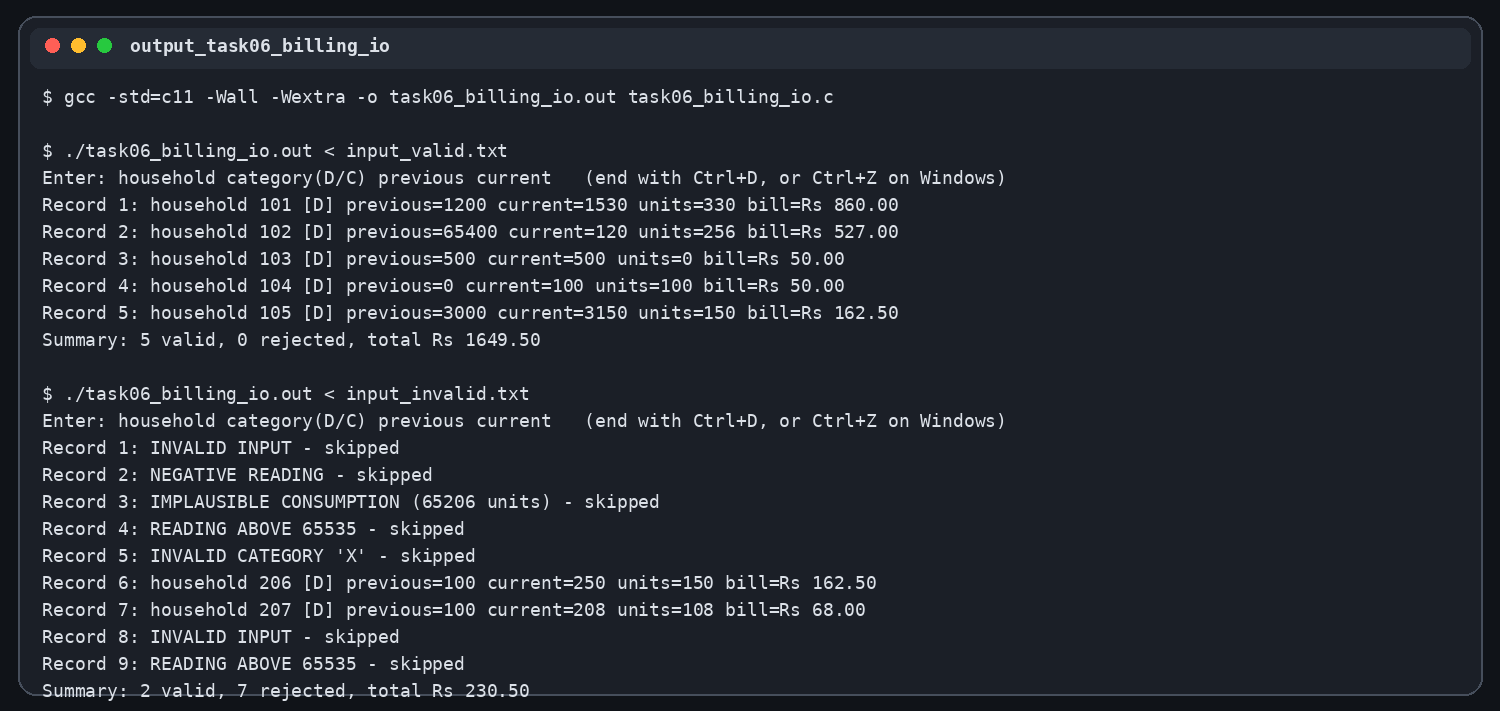 output_task06_billing_io
$ gcc -std=c11 -Wall -Wextra -o task06_billing_io.out task06_billing_io.c
$ ./task06_billing_io.out < input_valid.txt
Enter: household category(D/C) previous current   (end with Ctrl+D, or Ctrl+Z on Windows)
Record 1: household 101 [D] previous=1200 current=1530 units=330 bill=Rs 860.00
Record 2: household 102 [D] previous=65400 current=120 units=256 bill=Rs 527.00
Record 3: household 103 [D] previous=500 current=500 units=0 bill=Rs 50.00
Record 4: household 104 [D] previous=0 current=100 units=100 bill=Rs 50.00
Record 5: household 105 [D] previous=3000 current=3150 units=150 bill=Rs 162.50
Summary: 5 valid, 0 rejected, total Rs 1649.50
$ ./task06_billing_io.out < input_invalid.txt
Enter: household category(D/C) previous current   (end with Ctrl+D, or Ctrl+Z on Windows)
Record 1: INVALID INPUT - skipped
Record 2: NEGATIVE READING - skipped
Record 3: IMPLAUSIBLE CONSUMPTION (65206 units) - skipped
Record 4: READING ABOVE 65535 - skipped
Record 5: INVALID CATEGORY 'X' - skipped
Record 6: household 206 [D] previous=100 current=250 units=150 bill=Rs 162.50
Record 7: household 207 [D] previous=100 current=208 units=108 bill=Rs 68.00
Record 8: INVALID INPUT - skipped
Record 9: READING ABOVE 65535 - skipped
Summary: 2 valid, 7 rejected, total Rs 230.50